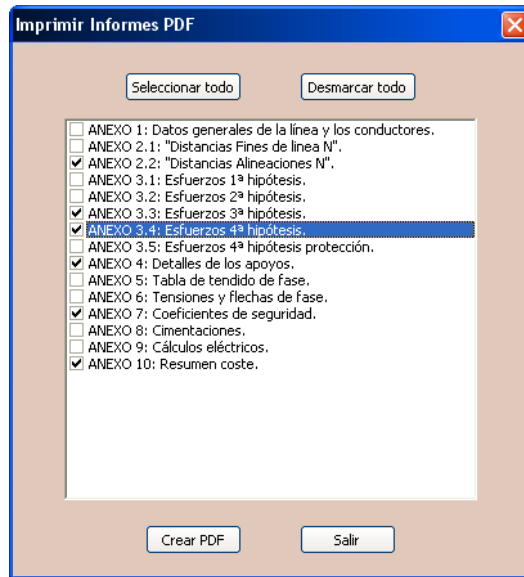 Imprimir Informes PDF
Seleccionar todo Desmarcar todo
ANEXO 1: Datos generales de la línea y los conductores.
ANEXO 2.1: "Distancias Fines de linea N".
ANEXO 2.2: "Distancias Alineaciones N".
ANEXO 3.1: Esfuerzos 1ª hipótesis.
ANEXO 3.2: Esfuerzos 2ª hipótesis.
ANEXO 3.3: Esfuerzos 3ª hipótesis.
ANEXO 3.4: Esfuerzos 4ª hipótesis.
ANEXO 3.5: Esfuerzos 4ª hipótesis protección.
ANEXO 4: Detalles de los apoyos.
ANEXO 5: Tabla de tendido de fase.
ANEXO 6: Tensiones y flechas de fase.
ANEXO 7: Coeficientes de seguridad.
ANEXO 8: Cimentaciones.
ANEXO 9: Cálculos eléctricos.
ANEXO 10: Resumen coste.
Crear PDF Salir